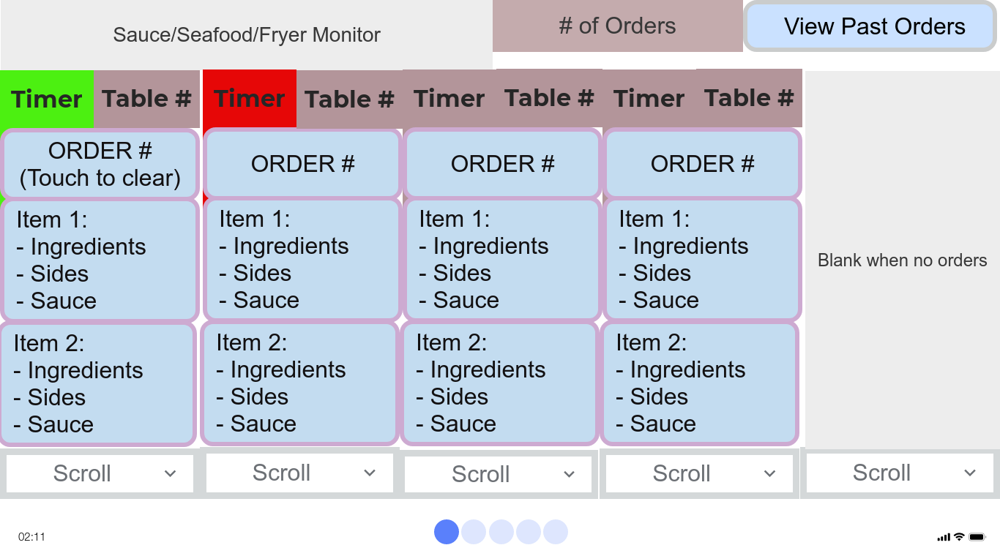 Sauce/Seafood/Fryer Monitor
# of Orders
View Past Orders
Timer
Table #
Timer
Table #
Timer
Table #
Timer
Table #
ORDER #
(Touch to clear)
ORDER #
ORDER #
ORDER #
Item 1:
- Ingredients
- Sides
- Sauce
Item 1:
- Ingredients
- Sides
- Sauce
Item 1:
- Ingredients
- Sides
- Sauce
Item 1:
- Ingredients
- Sides
- Sauce
Blank when no orders
Item 2:
- Ingredients
- Sides
- Sauce
Item 2:
- Ingredients
- Sides
- Sauce
Item 2:
- Ingredients
- Sides
- Sauce
Item 2:
- Ingredients
- Sides
- Sauce
Scroll
Scroll
Scroll
Scroll
Scroll
02:11